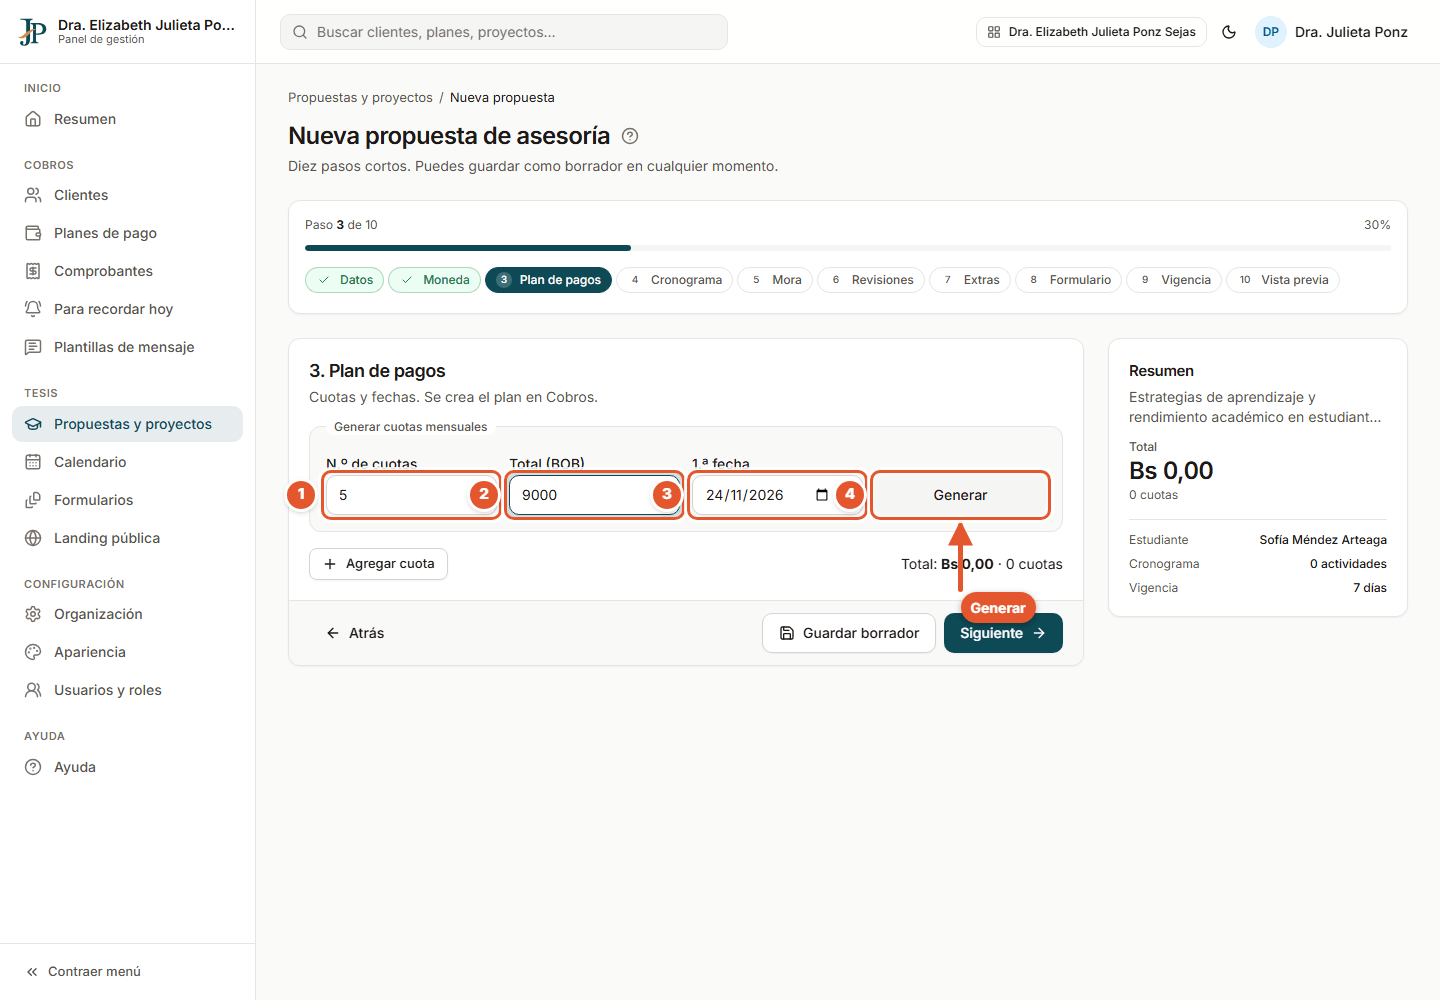 JP
Dra. Elizabeth Julieta Po...
Panel de gestión
Buscar clientes, planes, proyectos...
Dra. Elizabeth Julieta Ponz Sejas
DP
Dra. Julieta Ponz
INICIO
Resumen
COBROS
Clientes
Planes de pago
Comprobantes
Para recordar hoy
Plantillas de mensaje
TESIS
Propuestas y proyectos
Calendario
Formularios
Landing pública
CONFIGURACIÓN
Organización
Apariencia
Usuarios y roles
AYUDA
Ayuda
Contraer menú
Propuestas y proyectos / Nueva propuesta
Nueva propuesta de asesoría
Diez pasos cortos. Puedes guardar como borrador en cualquier momento.
Paso 3 de 10
30%
Datos
Moneda
3 Plan de pagos
4 Cronograma
5 Mora
6 Revisiones
7 Extras
8 Formulario
9 Vigencia
10 Vista previa
3. Plan de pagos
Cuotas y fechas. Se crea el plan en Cobros.
Generar cuotas mensuales
N.º de cuotas
Total (BOB)
1.ª fecha
1
5
2
9000
3
24/11/2026
4
Generar
Agregar cuota
Total: Bs 0,00 · 0 cuotas
Generar
Atrás
Guardar borrador
Siguiente
Resumen
Estrategias de aprendizaje y
rendimiento académico en estudiant...
Total
Bs 0,00
0 cuotas
Estudiante Sofía Méndez Arteaga
Cronograma 0 actividades
Vigencia 7 días